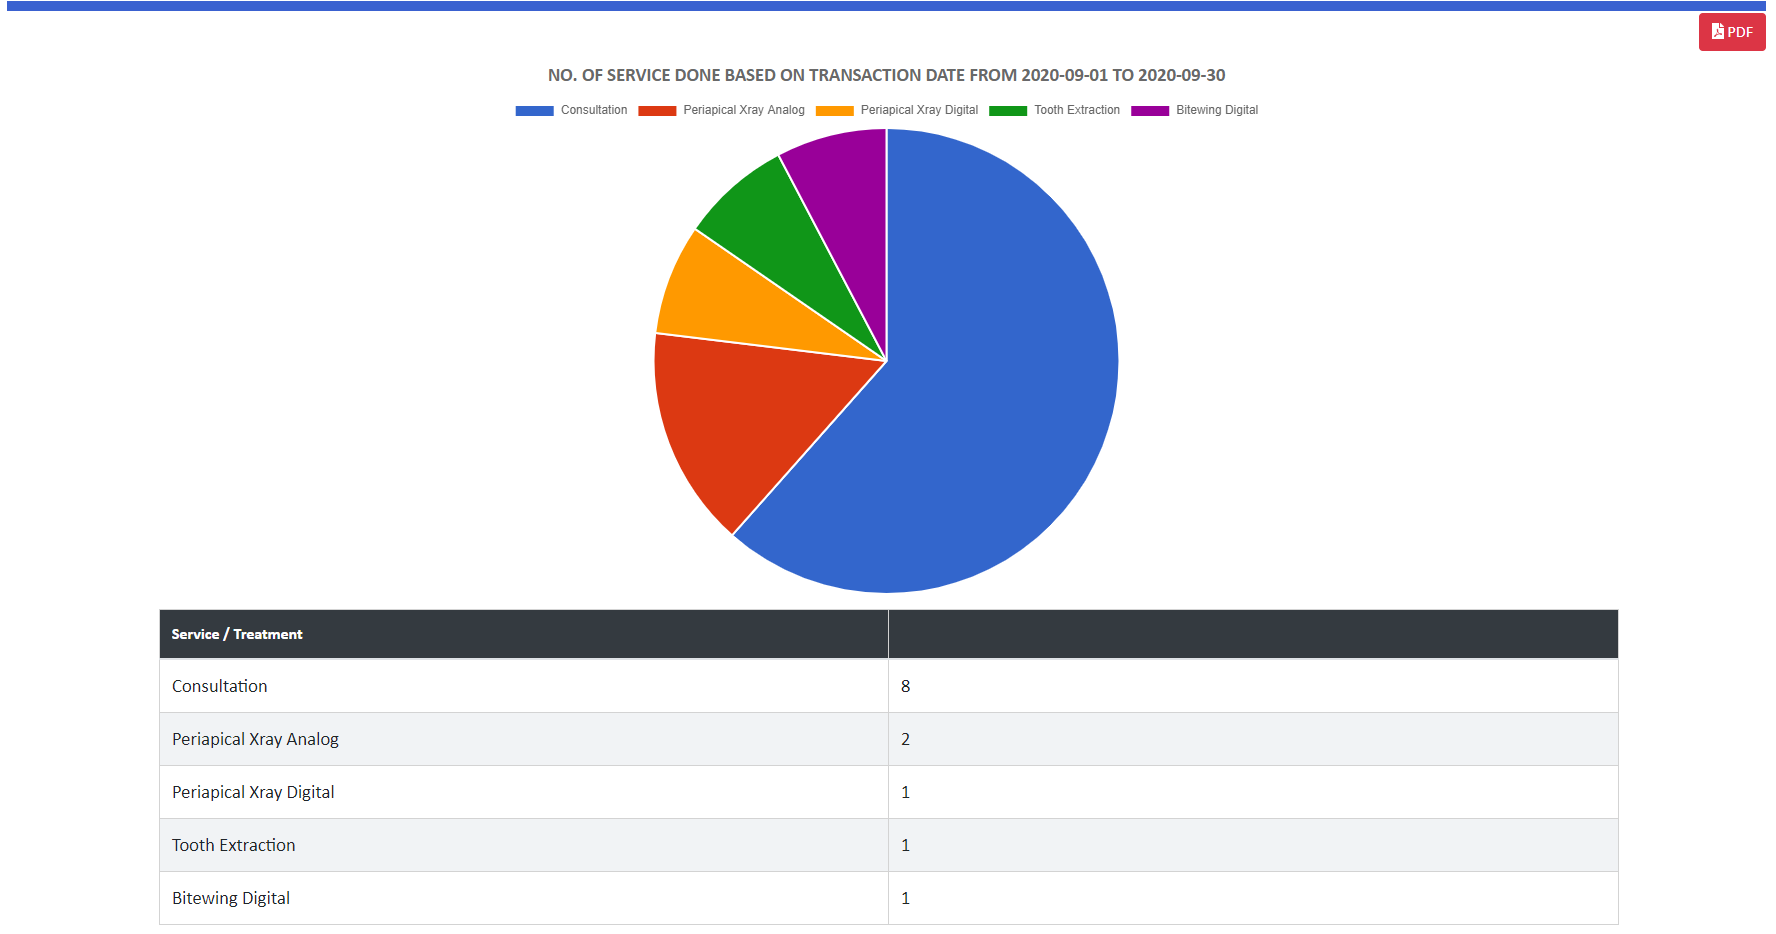 PDF
NO. OF SERVICE DONE BASED ON TRANSACTION DATE FROM 2020-09-01 TO 2020-09-30
Consultation Periapical Xray Analog Periapical Xray Digital Tooth Extraction Bitewing Digital
Service / Treatment
Consultation 8
Periapical Xray Analog 2
Periapical Xray Digital 1
Tooth Extraction 1
Bitewing Digital 1